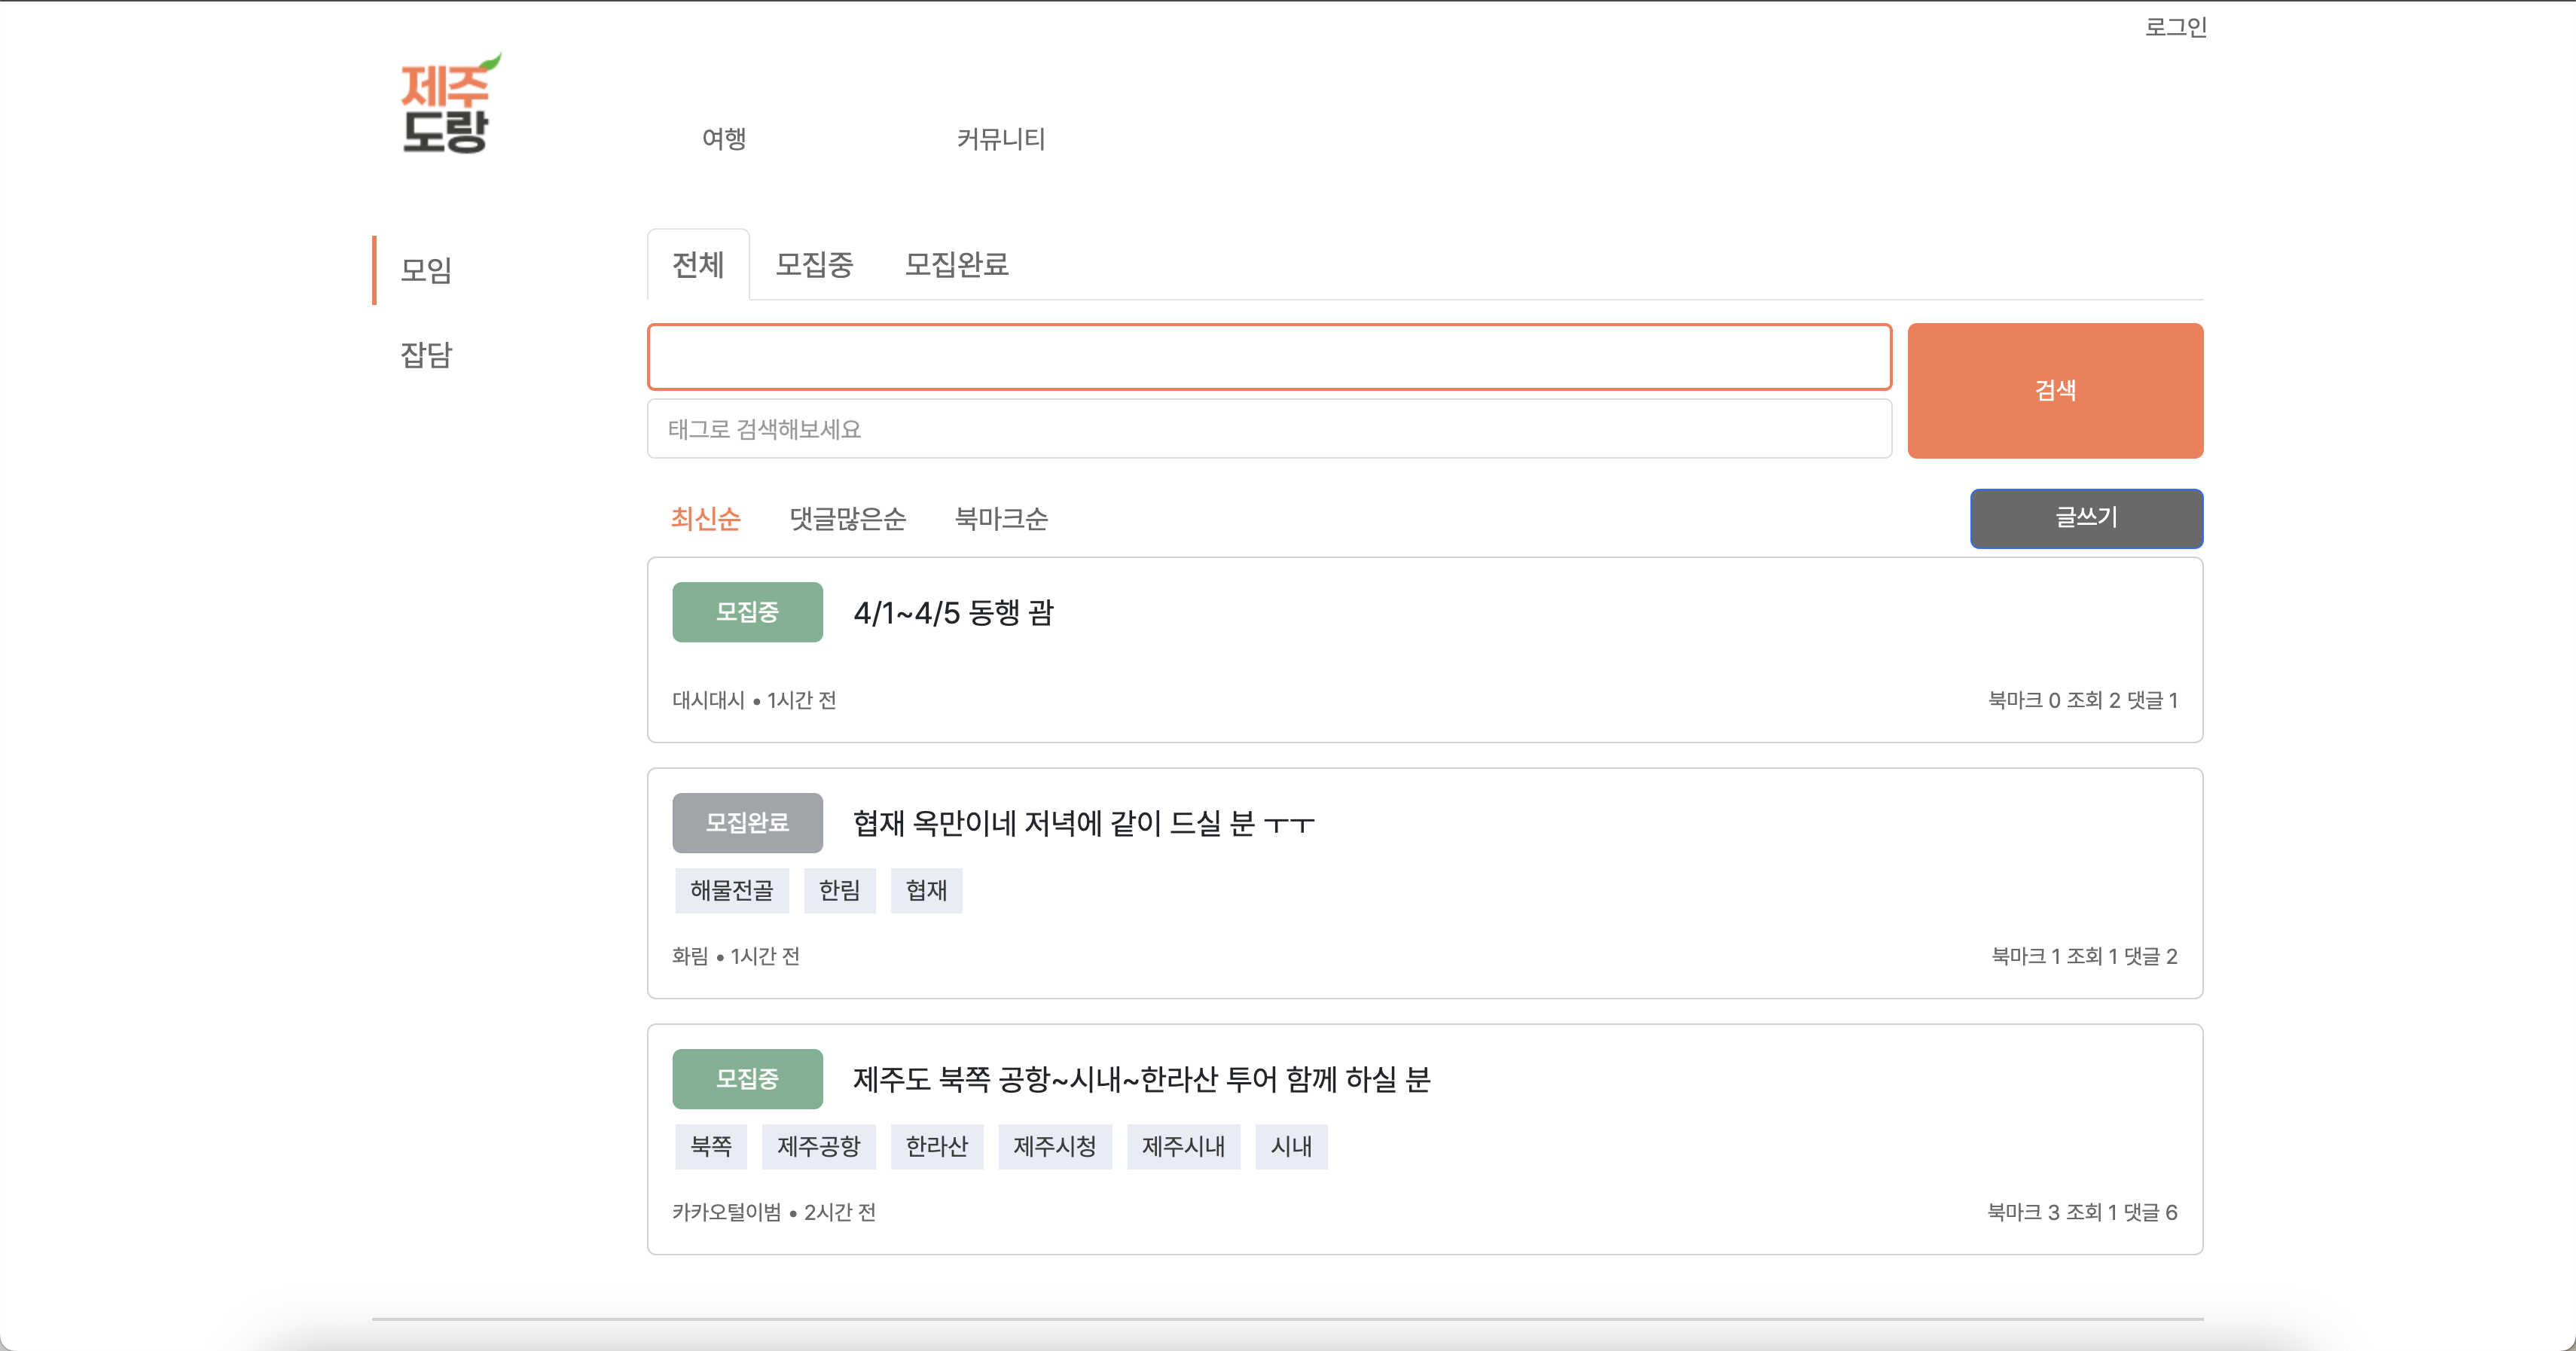 로그인
제주
도랑
여행 커뮤니티
모임
잡담
전체 모집중 모집완료
태그로 검색해보세요
검색
최신순 댓글많은순 북마크순
글쓰기
모집중 4/1~4/5 동행 괌
대시대시 • 1시간 전 북마크 0 조회 2 댓글 1
모집완료 협재 옥만이네 저녁에 같이 드실 분 ㅜㅜ
해물전골 한림 협재
화림 • 1시간 전 북마크 1 조회 1 댓글 2
모집중 제주도 북쪽 공항~시내~한라산 투어 함께 하실 분
북쪽 제주공항 한라산 제주시청 제주시내 시내
카카오털이범 • 2시간 전 북마크 3 조회 1 댓글 6